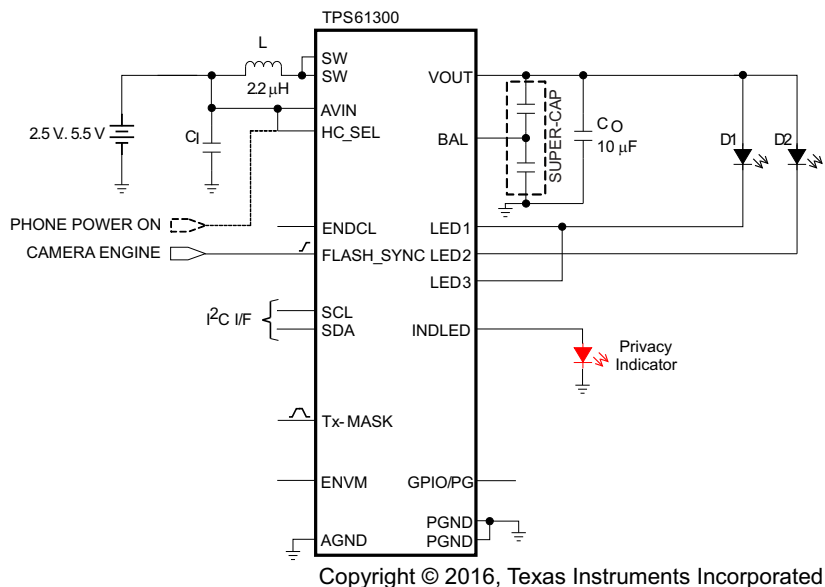 TPS61300
L
2.2 μH
SW
SW
AVIN
HC_SEL
2.5 V. 5.5 V
CI
PHONE POWER ON
CAMERA ENGINE
ENDCL
FLASH_SYNC
I2C I/F
SCL
SDA
Tx- MASK
ENVM
AGND
VOUT
BAL
SUPER-CAP
CO
10 μF
D1
D2
LED1
LED2
LED3
INDLED
Privacy
Indicator
GPIO/PG
PGND
PGND
Copyright © 2016, Texas Instruments Incorporated